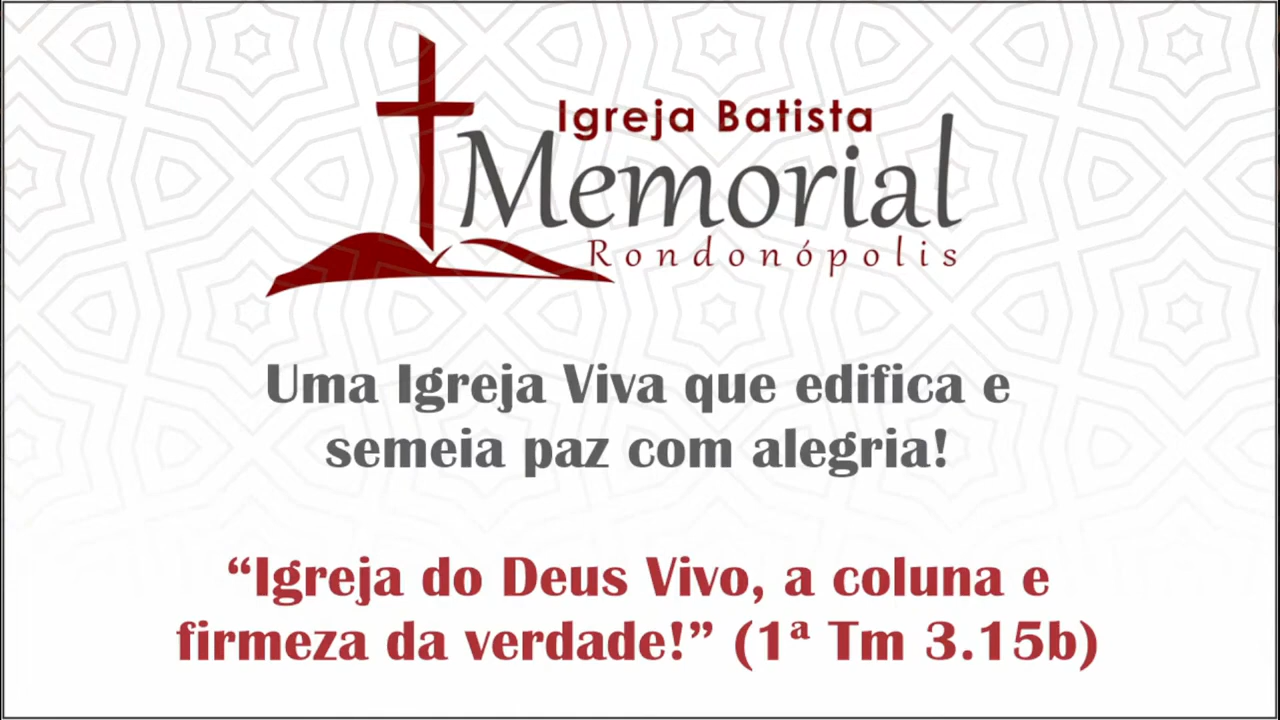 Igreja Batista
Memorial
Rondonópolis
Uma Igreja Viva que edifica e
semeia paz com alegria!
“Igreja do Deus Vivo, a coluna e
firmeza da verdade!” (1ª Tm 3.15b)